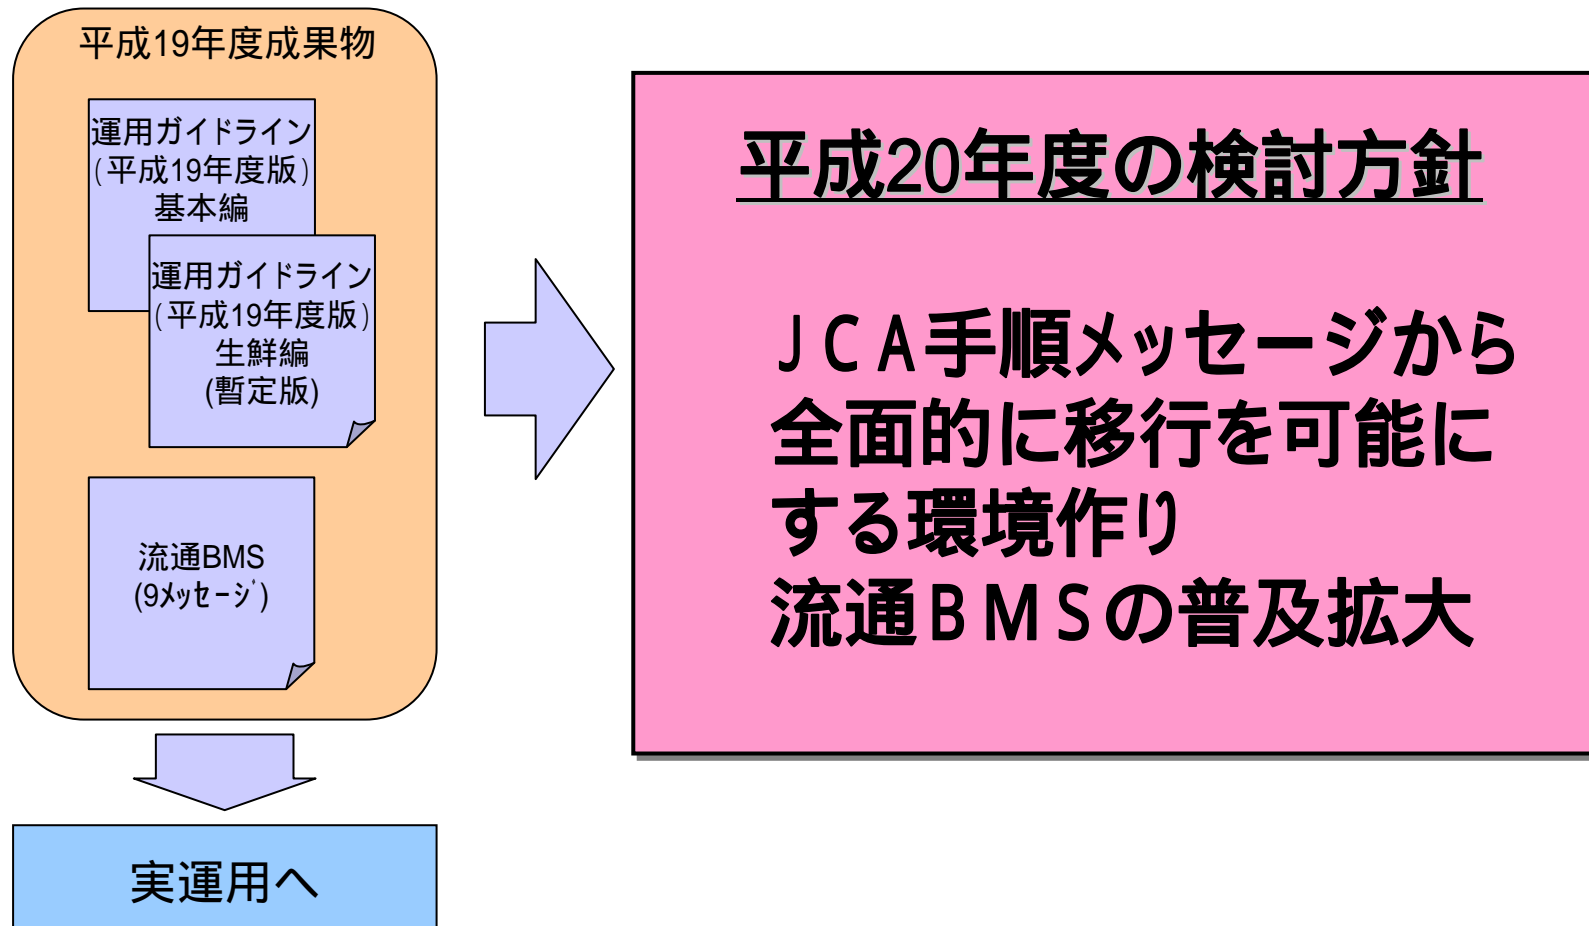 平成19年度成果物
運用ガイドライン
(平成19年度版)
基本編
運用ガイドライン
(平成19年度版)
生鮮編
(暫定版)
流通BMS
(9ﾒｯｾｰｼﾞ)
実運用へ
平成20年度の検討方針
ＪＣＡ手順メッセージから
全面的に移行を可能に
する環境作り
流通ＢＭＳの普及拡大